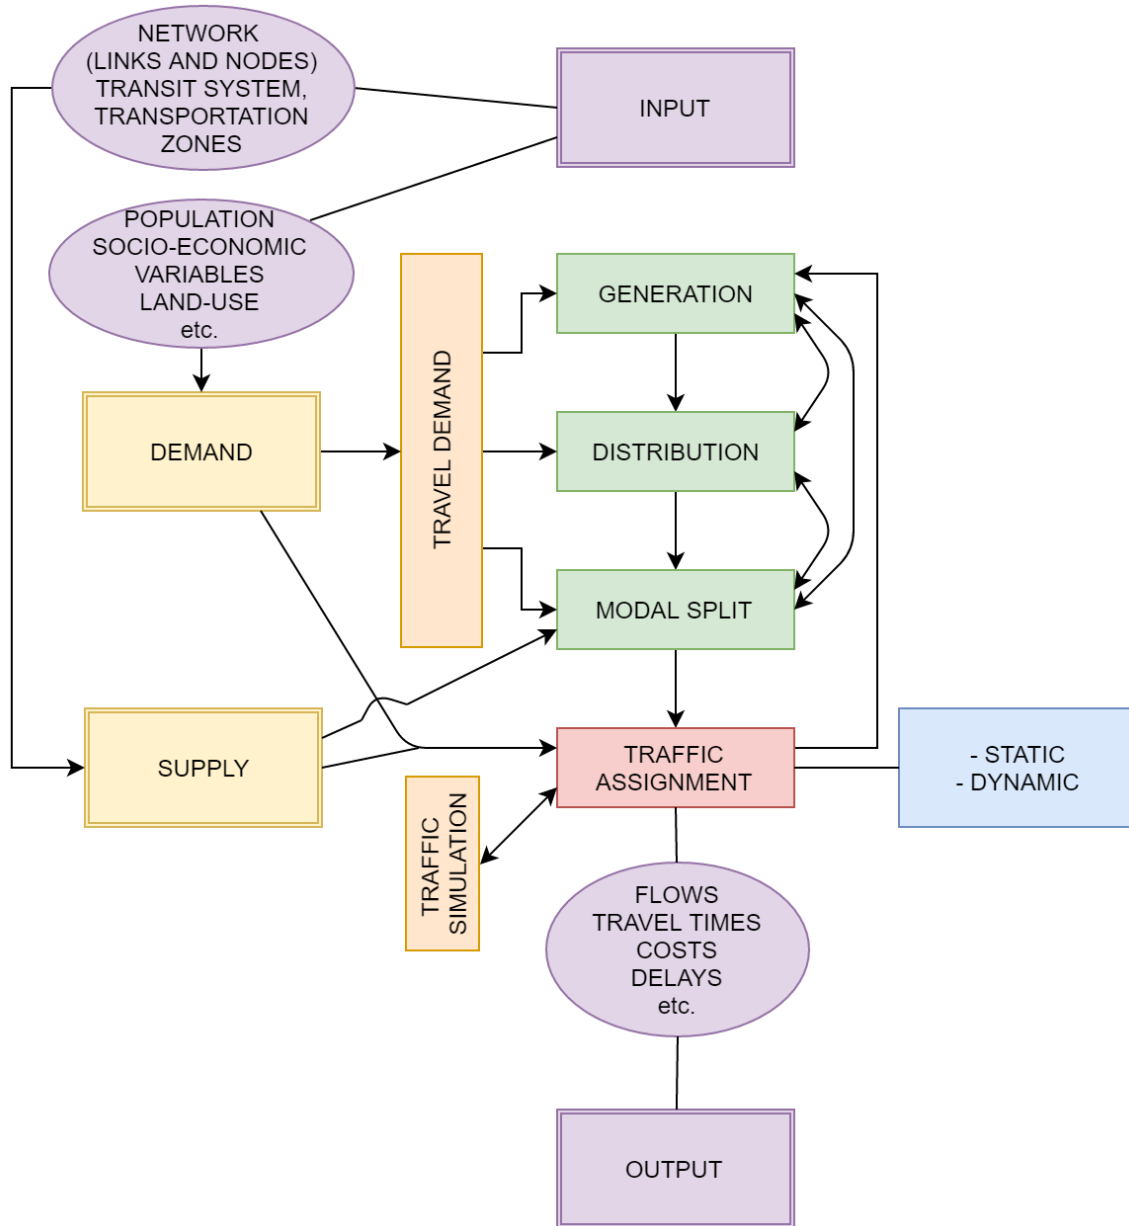 NETWORK
(LINKS AND NODES)
TRANSIT SYSTEM,
TRANSPORTATION
ZONES
INPUT
POPULATION
SOCIO-ECONOMIC
VARIABLES
LAND-USE
etc.
GENERATION
TRAVEL DEMAND
DEMAND
DISTRIBUTION
MODAL SPLIT
SUPPLY
TRAFFIC
ASSIGNMENT
- STATIC
- DYNAMIC
TRAFFIC
SIMULATION
FLOWS
TRAVEL TIMES
COSTS
DELAYS
etc.
OUTPUT